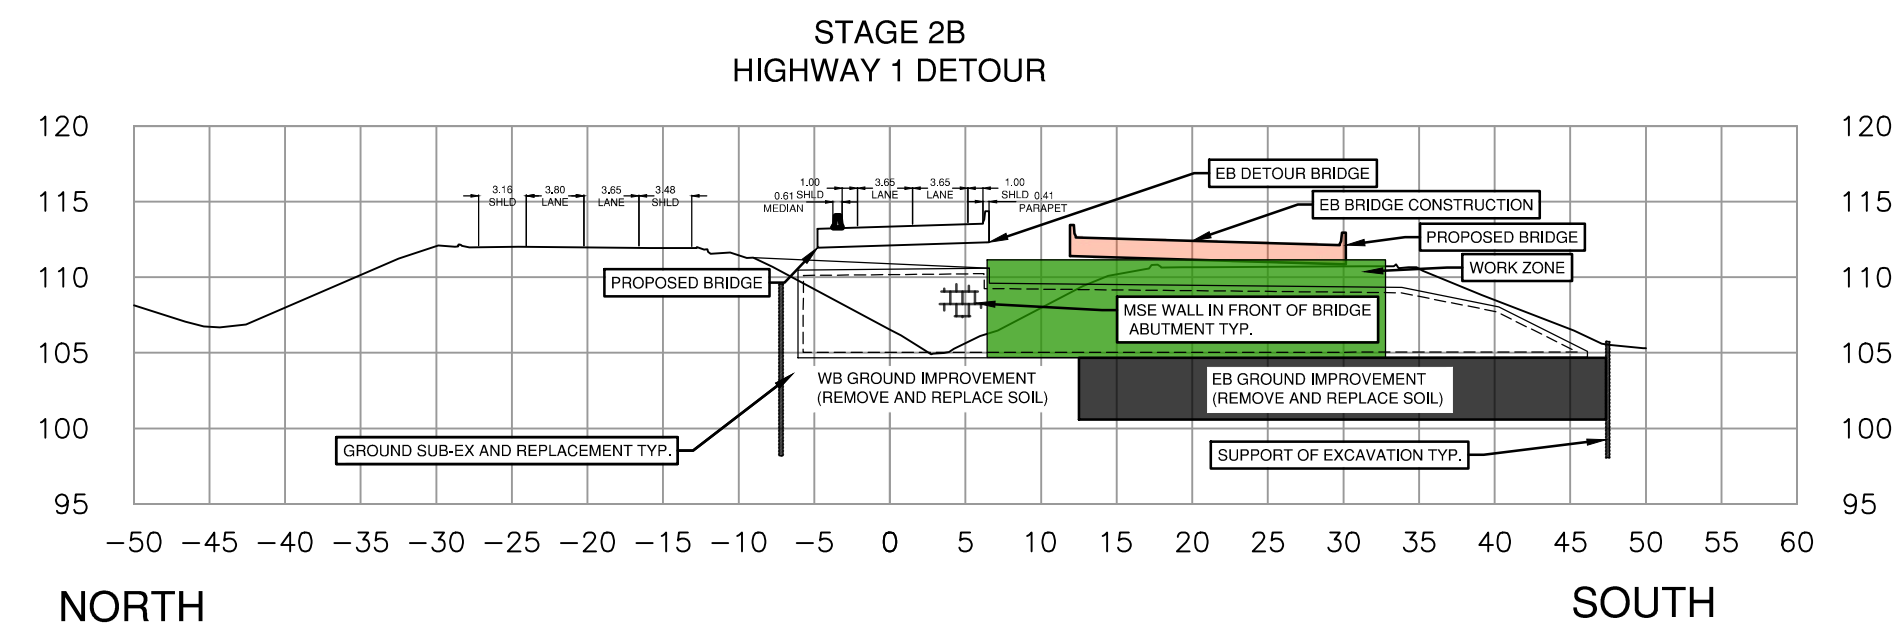 STAGE 2B
HIGHWAY 1 DETOUR
120
120
115
115
110
110
105
105
100
100
95
95
3.16
SHLD
3.80
LANE
3.65
LANE
3.48
SHLD
0.61
MEDIAN
1.00
SHLD
3.65
LANE
3.65
LANE
1.00
SHLD
0.41
PARAPET
EB DETOUR BRIDGE
EB BRIDGE CONSTRUCTION
PROPOSED BRIDGE
WORK ZONE
PROPOSED BRIDGE
MSE WALL IN FRONT OF BRIDGE
ABUTMENT TYP.
WB GROUND IMPROVEMENT
(REMOVE AND REPLACE SOIL)
EB GROUND IMPROVEMENT
(REMOVE AND REPLACE SOIL)
GROUND SUB-EX AND REPLACEMENT TYP.
SUPPORT OF EXCAVATION TYP.
-50 -45 -40 -35 -30 -25 -20 -15 -10 -5 0 5 10 15 20 25 30 35 40 45 50 55 60
NORTH
SOUTH